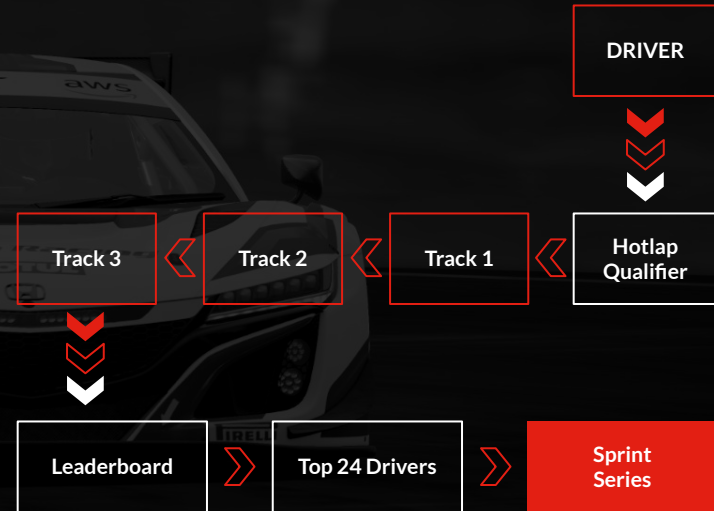 DRIVER
aws
Hotlap
Qualifier
Track 1
Track 2
Track 3
Leaderboard
Top 24 Drivers
Sprint
Series
PIRELLI